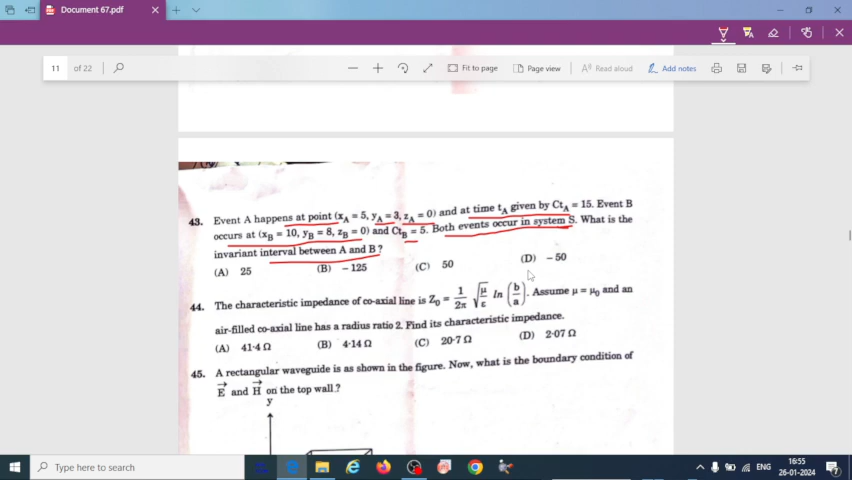 Document 67.pdf
11 of 22
Fit to page
Page view
Read aloud
Add notes
43. Event A happens at point (xA = 5, yA = 3, zA = 0) and at time tA given by CtA = 15. Event B
occurs at (xB = 10, yB = 8, zB = 0) and CtB = 5. Both events occur in system S. What is the
invariant interval between A and B ?
(A) 25 (B) – 125 (C) 50 (D) – 50
44. The characteristic impedance of co-axial line is Z0 = 1/2π √μ/ε ln (b/a). Assume μ = μ0 and an
air-filled co-axial line has a radius ratio 2. Find its characteristic impedance.
(A) 41·4 Ω (B) 4·14 Ω (C) 20·7 Ω (D) 2·07 Ω
45. A rectangular waveguide is as shown in the figure. Now, what is the boundary condition of
E→ and H→ on the top wall ?
y
Type here to search
ENG
16:55
26-01-2024